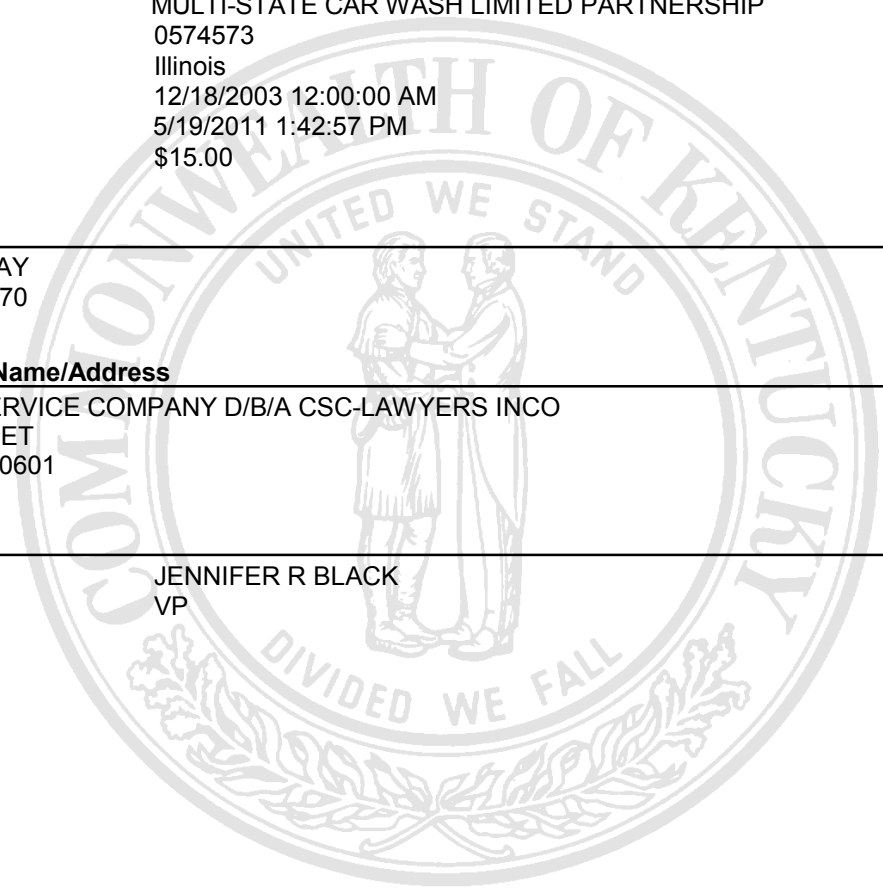 MULTI-STATE CAR WASH LIMITED PARTNERSHIP
0574573
Illinois
12/18/2003 12:00:00 AM
5/19/2011 1:42:57 PM
$15.00
COMMONWEALTH OF KENTUCKY
UNITED WE STAND
AY
70
Name/Address
ERVICE COMPANY D/B/A CSC-LAWYERS INCO
ET
0601
JENNIFER R BLACK
VP
DIVIDED WE FALL